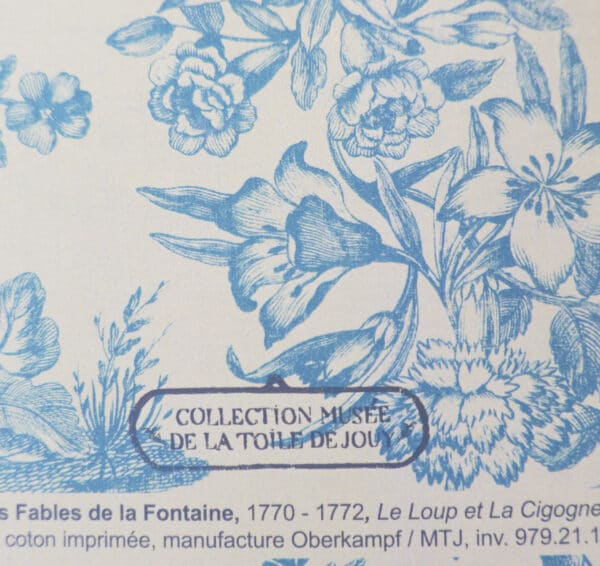 COLLECTION MUSÉE
DE LA TOILE DE JOUY
s Fables de la Fontaine, 1770 - 1772, Le Loup et La Cigogne
coton imprimée, manufacture Oberkampf / MTJ, inv. 979.21.1